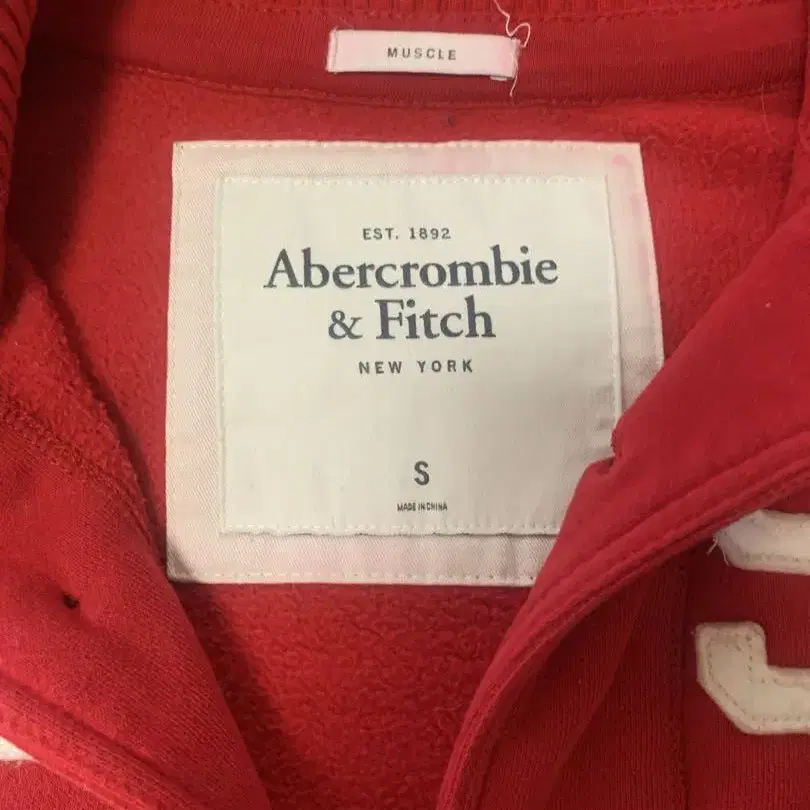 MUSCLE
EST. 1892
Abercrombie
& Fitch
NEW YORK
S
MADE IN CHINA